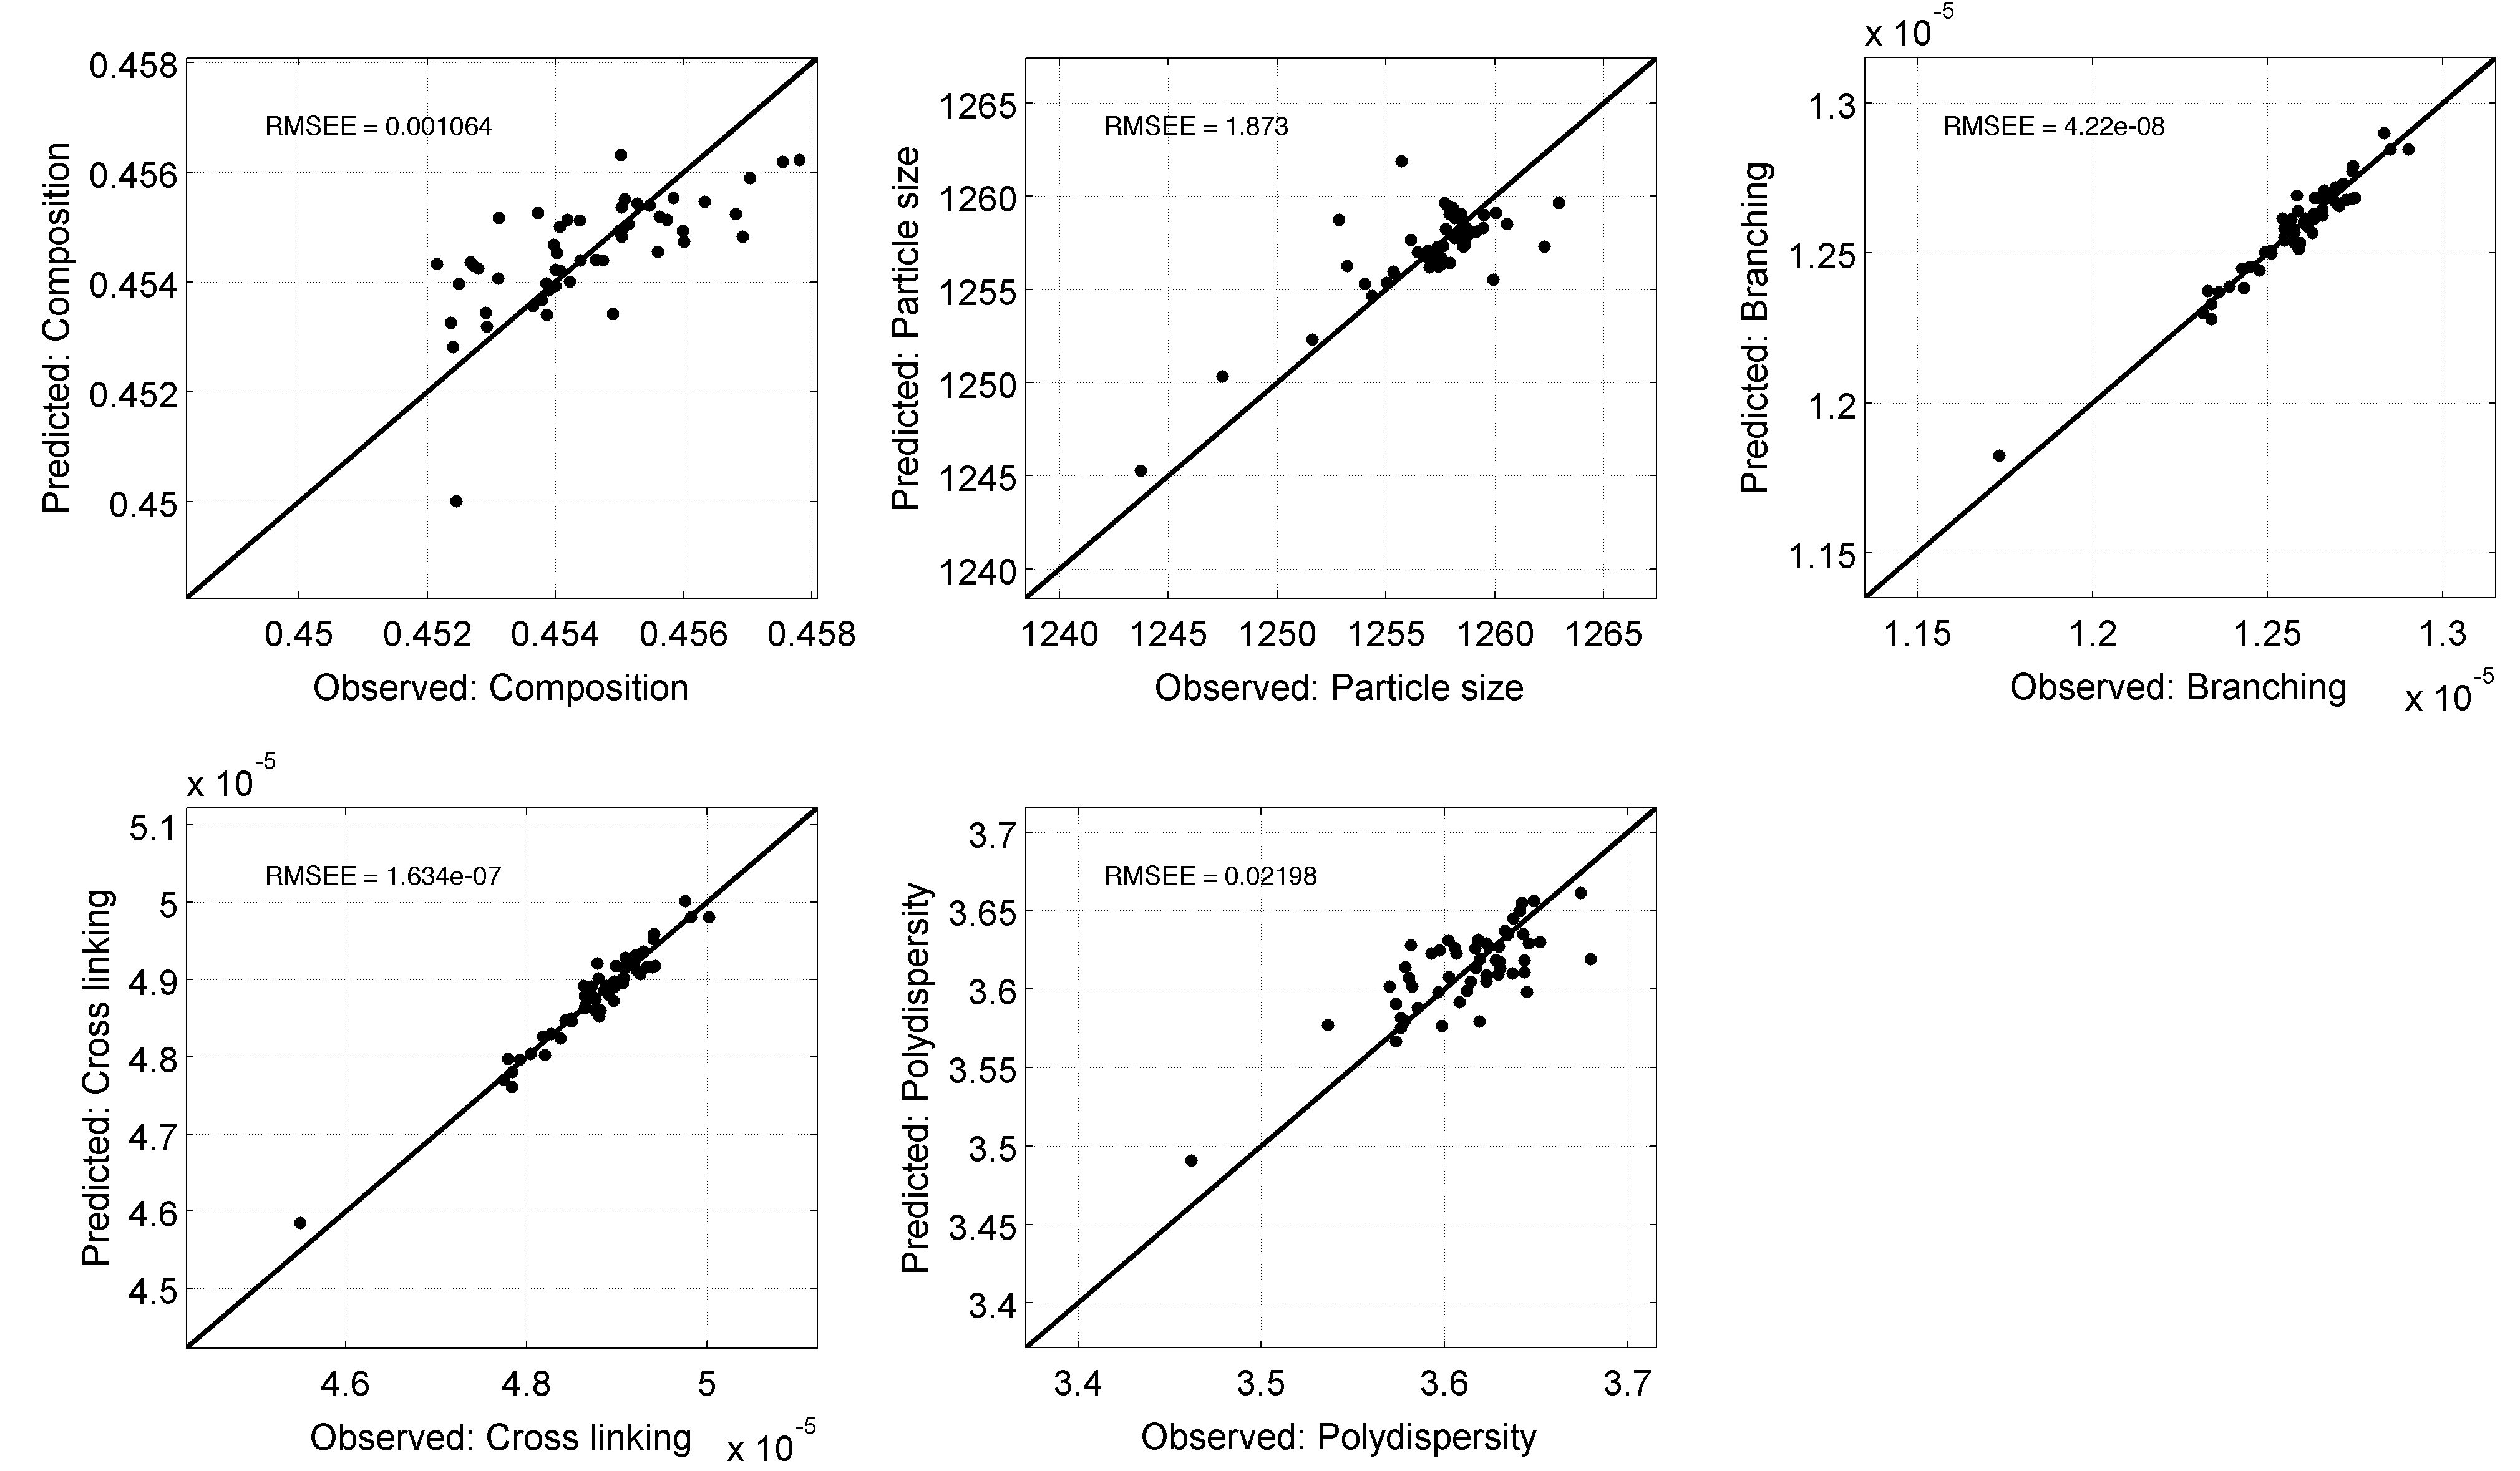 0.458
0.456
0.454
0.452
0.45
Predicted: Composition
RMSEE = 0.001064
0.45 0.452 0.454 0.456 0.458
Observed: Composition
1265
1260
1255
1250
1245
1240
Predicted: Particle size
RMSEE = 1.873
1240 1245 1250 1255 1260 1265
Observed: Particle size
x 10^-5
1.3
1.25
1.2
1.15
Predicted: Branching
RMSEE = 4.22e-08
1.15 1.2 1.25 1.3
Observed: Branching
x 10^-5
x 10^-5
5.1
5
4.9
4.8
4.7
4.6
4.5
Predicted: Cross linking
RMSEE = 1.634e-07
4.6 4.8 5
Observed: Cross linking
x 10^-5
3.7
3.65
3.6
3.55
3.5
3.45
3.4
Predicted: Polydispersity
RMSEE = 0.02198
3.4 3.5 3.6 3.7
Observed: Polydispersity